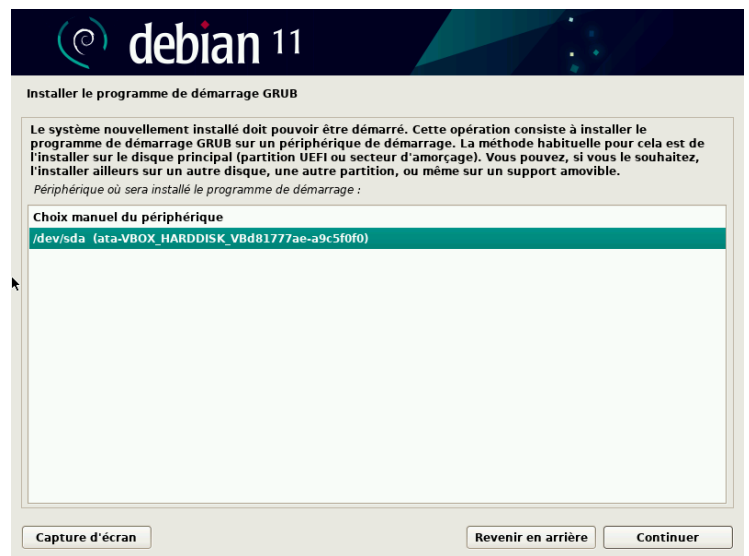 debian 11
Installer le programme de démarrage GRUB
Le système nouvellement installé doit pouvoir être démarré. Cette opération consiste à installer le
programme de démarrage GRUB sur un périphérique de démarrage. La méthode habituelle pour cela est de
l'installer sur le disque principal (partition UEFI ou secteur d'amorçage). Vous pouvez, si vous le souhaitez,
l'installer ailleurs sur un autre disque, une autre partition, ou même sur un support amovible.
Périphérique où sera installé le programme de démarrage :
Choix manuel du périphérique
/dev/sda (ata-VBOX_HARDDISK_VBd81777ae-a9c5f0f0)
Capture d'écran
Revenir en arrière
Continuer